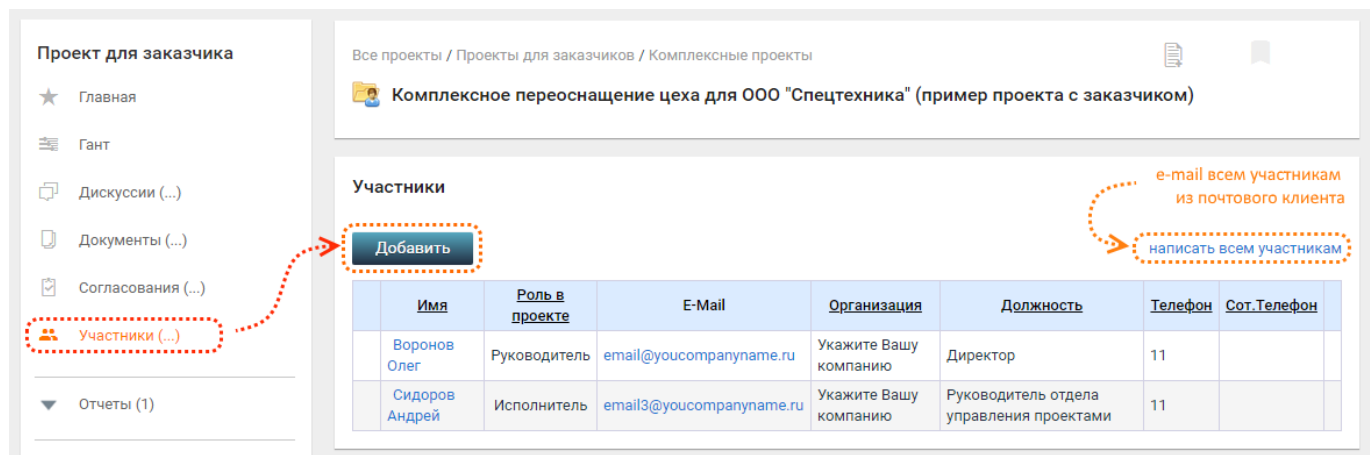 Проект для заказчика
Главная
Гант
Дискуссии (...)
Документы (...)
Согласования (...)
Участники (...)
Отчеты (1)
Все проекты / Проекты для заказчиков / Комплексные проекты
Комплексное переоснащение цеха для ООО "Спецтехника" (пример проекта с заказчиком)
Участники
e-mail всем участникам
из почтового клиента
Добавить
написать всем участникам
Имя Роль в проекте E-Mail Организация Должность Телефон Сот.Телефон
Воронов Олег Руководитель email@youcompanyname.ru Укажите Вашу компанию Директор 11
Сидоров Андрей Исполнитель email3@youcompanyname.ru Укажите Вашу компанию Руководитель отдела управления проектами 11